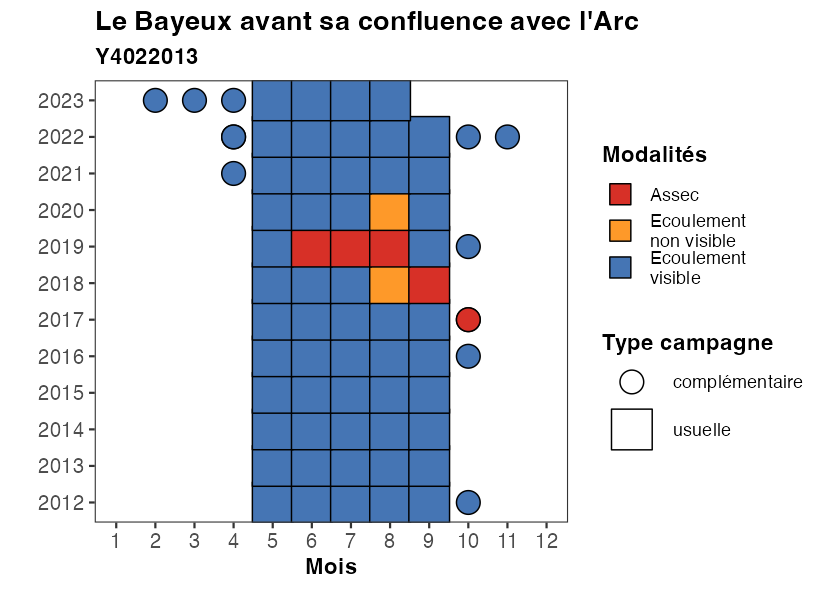 Le Bayeux avant sa confluence avec l'Arc
Y4022013
2023
2022
2021
2020
2019
2018
2017
2016
2015
2014
2013
2012
1 2 3 4 5 6 7 8 9 10 11 12
Mois
Modalités
Assec
Ecoulement
non visible
Ecoulement
visible
Type campagne
complémentaire
usuelle